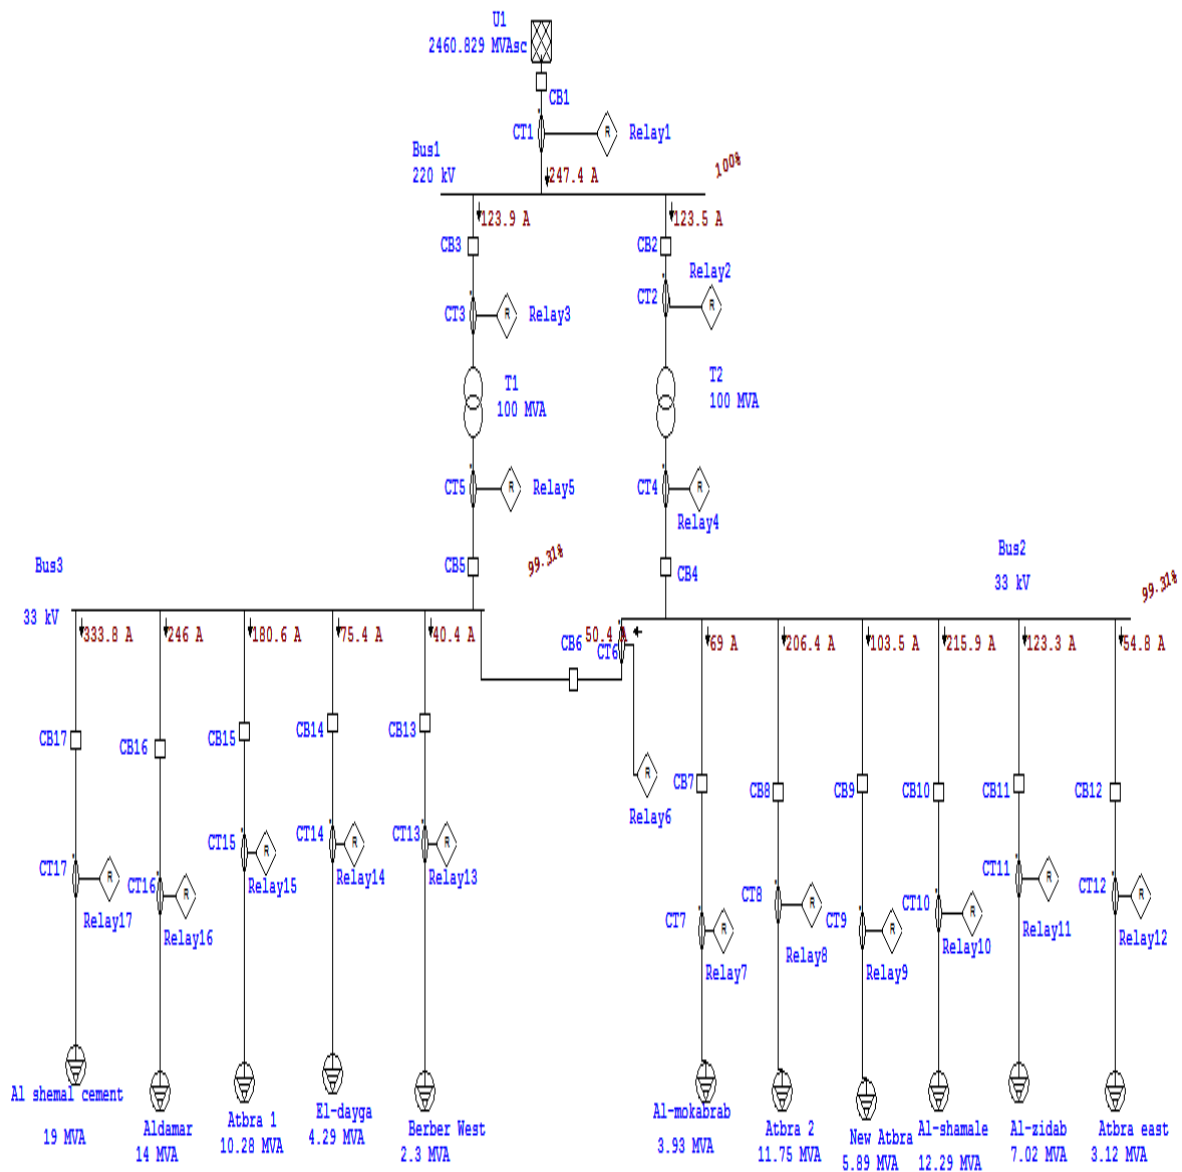 U1
2460.829 MVAsc
CB1
CT1
R
Relay1
Bus1
220 kV
247.4 A
100%
123.9 A
123.5 A
CB3
CB2
Relay2
CT3
R
Relay3
CT2
R
T1
100 MVA
T2
100 MVA
CT5
R
Relay5
CT4
R
Relay4
CB5
99.31%
CB4
Bus3
33 kV
Bus2
33 kV
99.31%
333.8 A
246 A
180.6 A
75.4 A
40.4 A
50.4 A
CB6
CT6
69 A
206.4 A
103.5 A
215.9 A
123.3 A
54.8 A
CB17
CB16
CB15
CB14
CB13
R
Relay6
CB7
CB8
CB9
CB10
CB11
CB12
CT17
R
Relay17
CT16
R
Relay16
CT15
R
Relay15
CT14
R
Relay14
CT13
R
Relay13
CT7
R
Relay7
CT8
R
Relay8
CT9
R
Relay9
CT10
R
Relay10
CT11
R
Relay11
CT12
R
Relay12
Al shemal cement
19 MVA
Aldamar
14 MVA
Atbra 1
10.28 MVA
El-dayga
4.29 MVA
Berber West
2.3 MVA
Al-mokabrab
3.93 MVA
Atbra 2
11.75 MVA
New Atbra
5.89 MVA
Al-shamale
12.29 MVA
Al-zidab
7.02 MVA
Atbra east
3.12 MVA